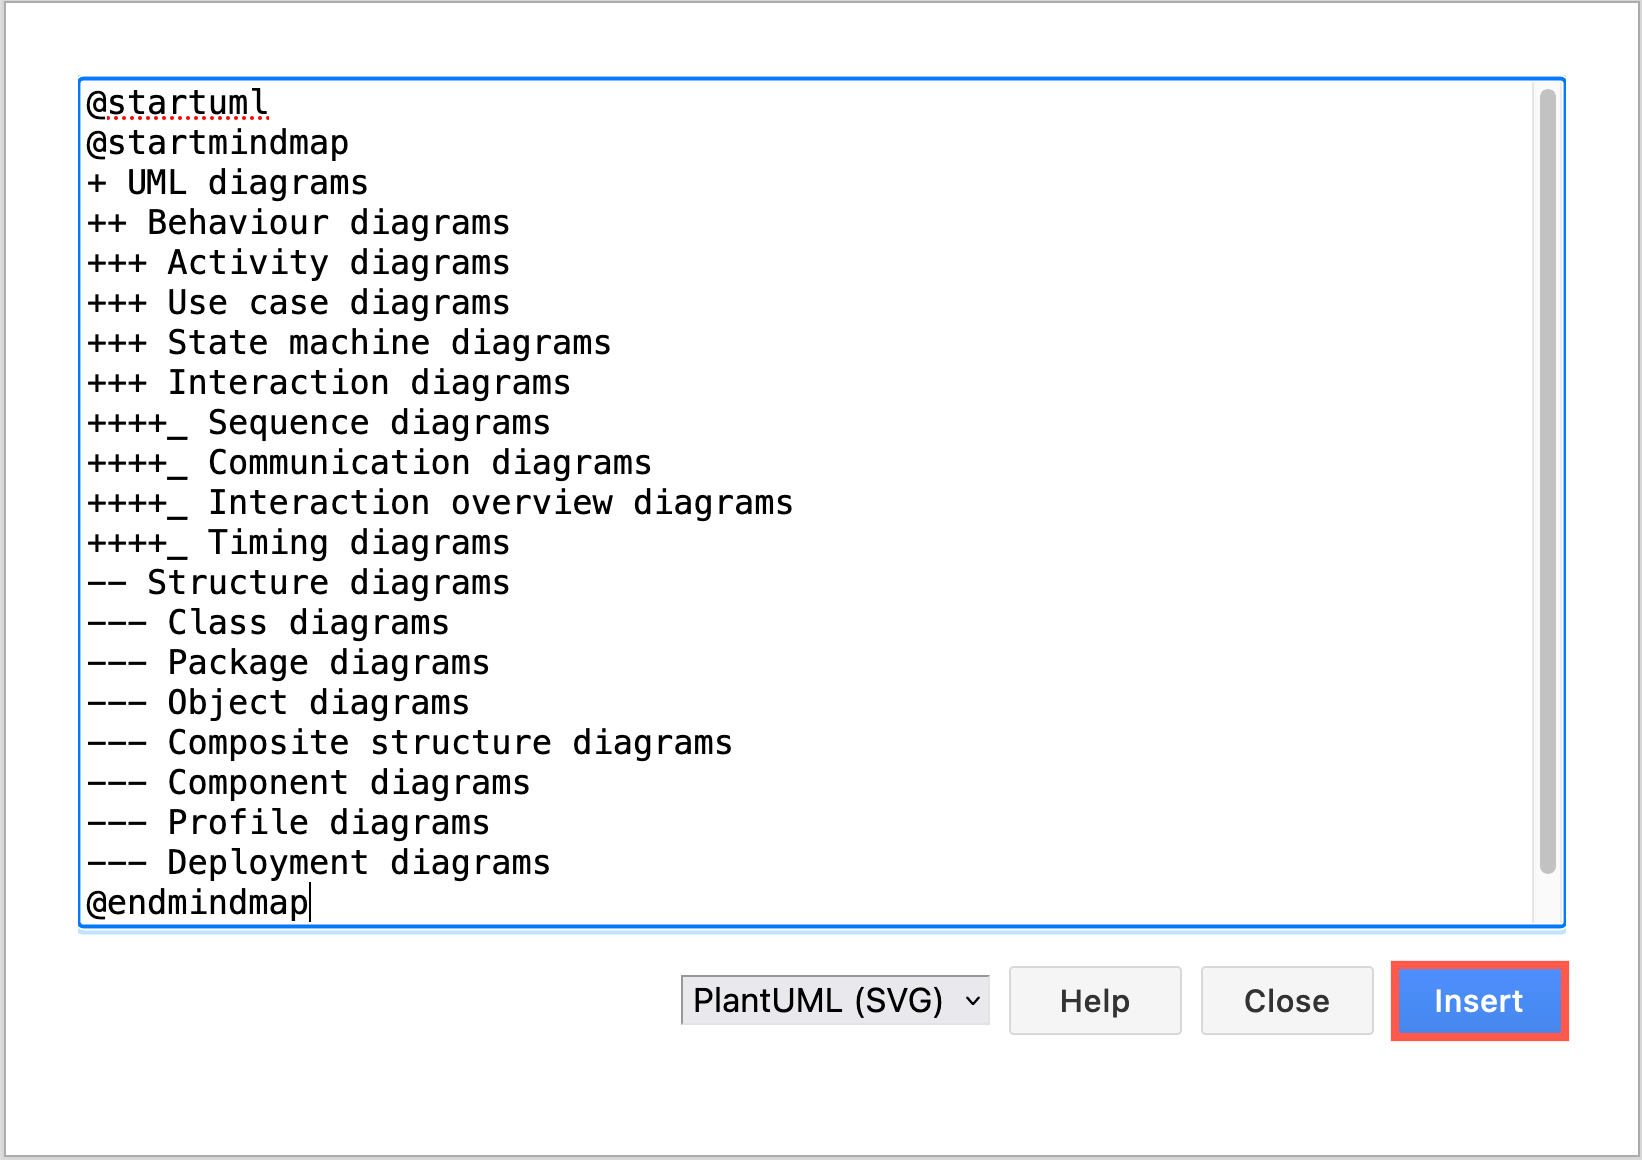 @startuml
@startmindmap
+ UML diagrams
++ Behaviour diagrams
+++ Activity diagrams
+++ Use case diagrams
+++ State machine diagrams
+++ Interaction diagrams
++++_ Sequence diagrams
++++_ Communication diagrams
++++_ Interaction overview diagrams
++++_ Timing diagrams
-- Structure diagrams
--- Class diagrams
--- Package diagrams
--- Object diagrams
--- Composite structure diagrams
--- Component diagrams
--- Profile diagrams
--- Deployment diagrams
@endmindmap
PlantUML (SVG) Help Close Insert